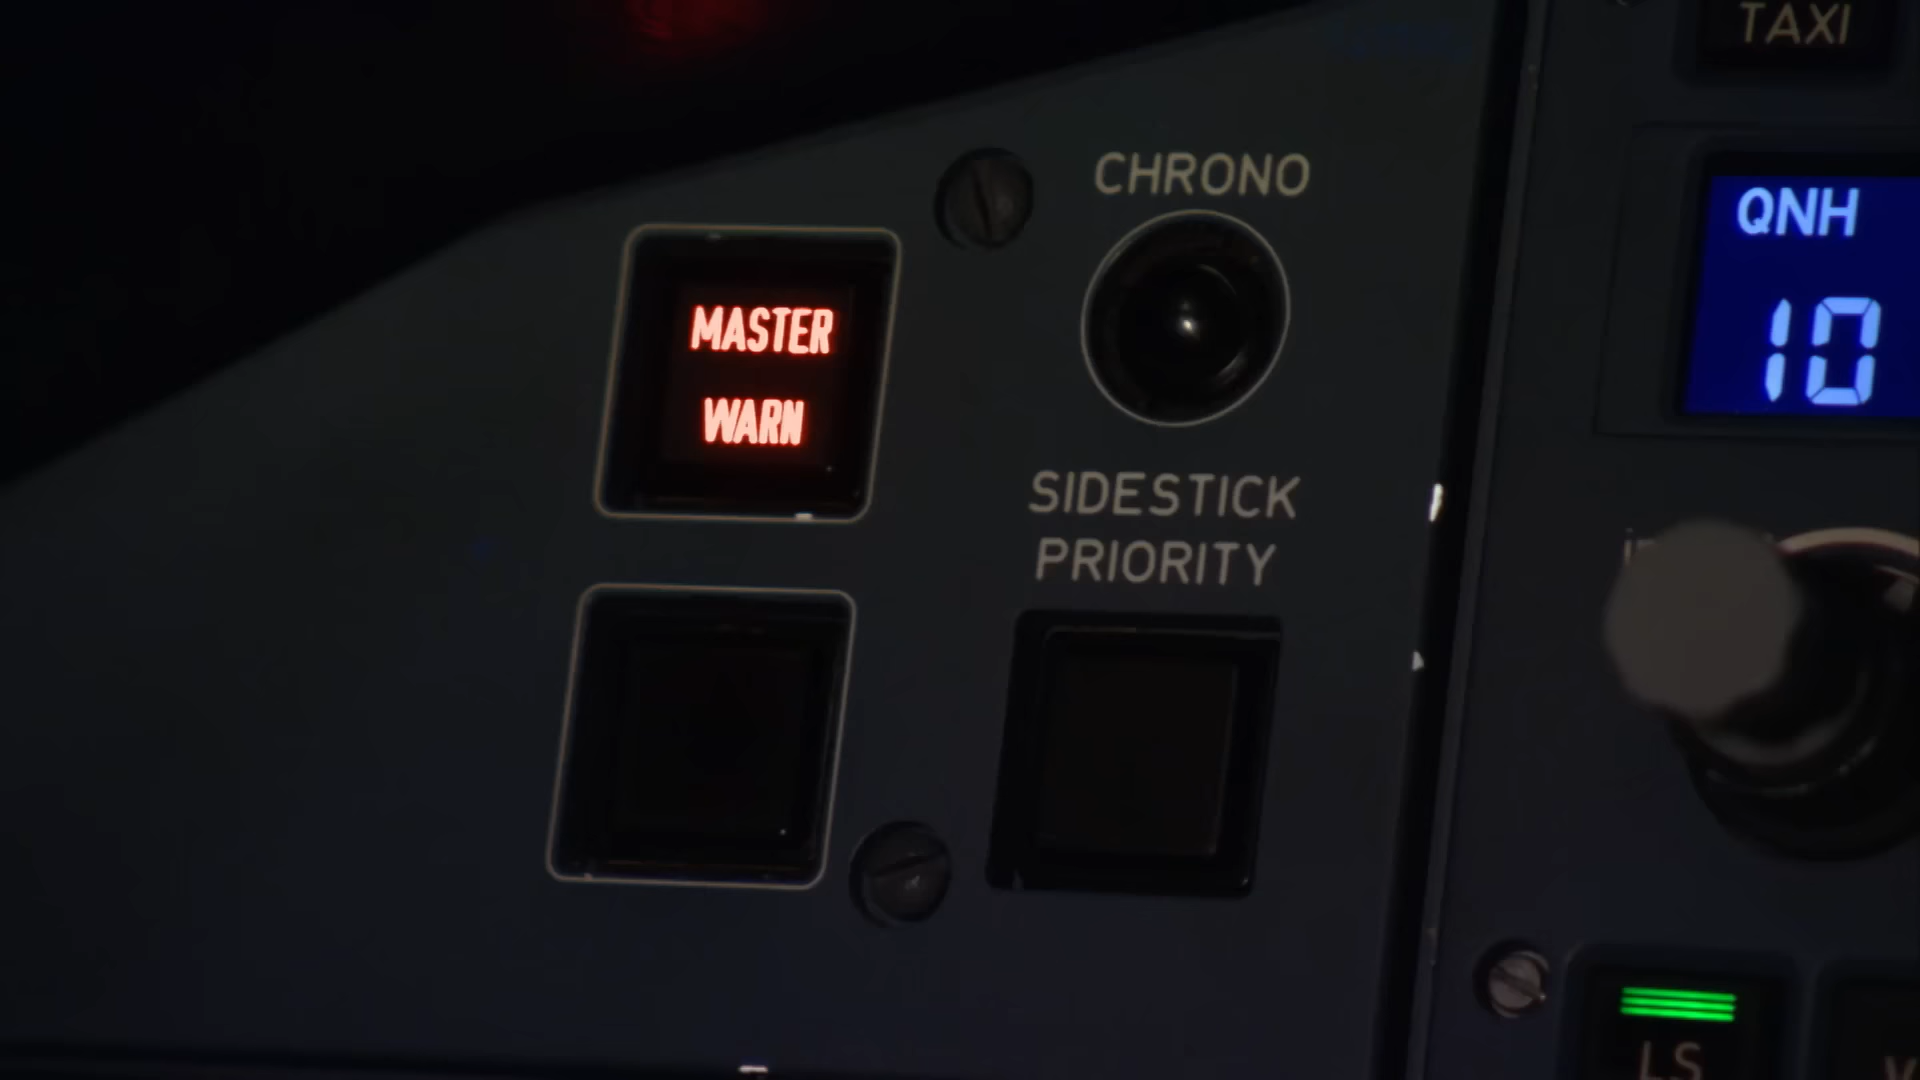 TAXI
CHRONO
QNH
10
MASTER
WARN
SIDESTICK
PRIORITY
LS